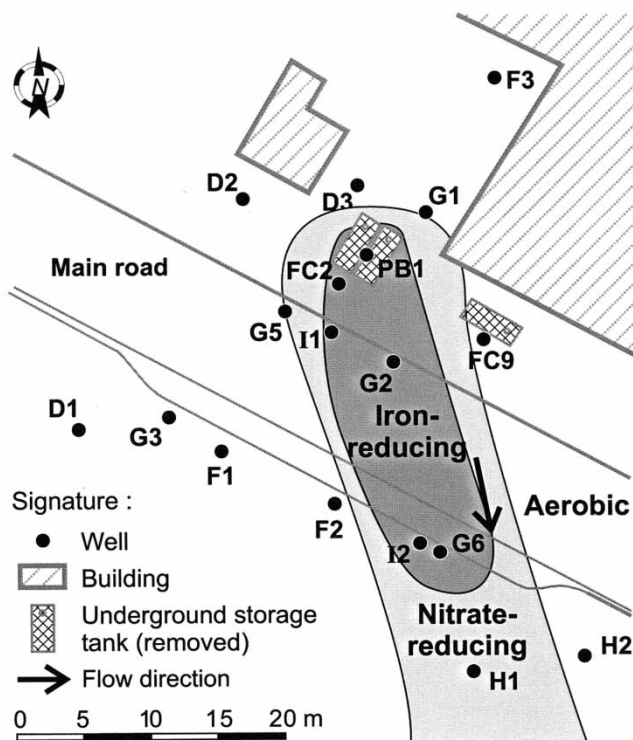 N
F3
D2
D3
G1
Main road
FC2
PB1
G5
I1
FC9
G2
D1
G3
F1
Iron-
reducing
Aerobic
F2
Signature :
Well
I2
G6
Building
Underground storage
tank (removed)
Nitrate-
reducing
H2
Flow direction
H1
0 5 10 15 20 m